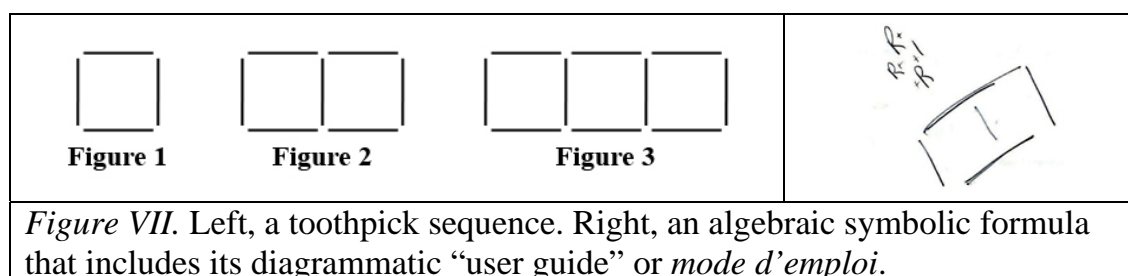 Figure 1
Figure 2
Figure 3
Figure VII. Left, a toothpick sequence. Right, an algebraic symbolic formula
that includes its diagrammatic “user guide” or mode d’emploi.